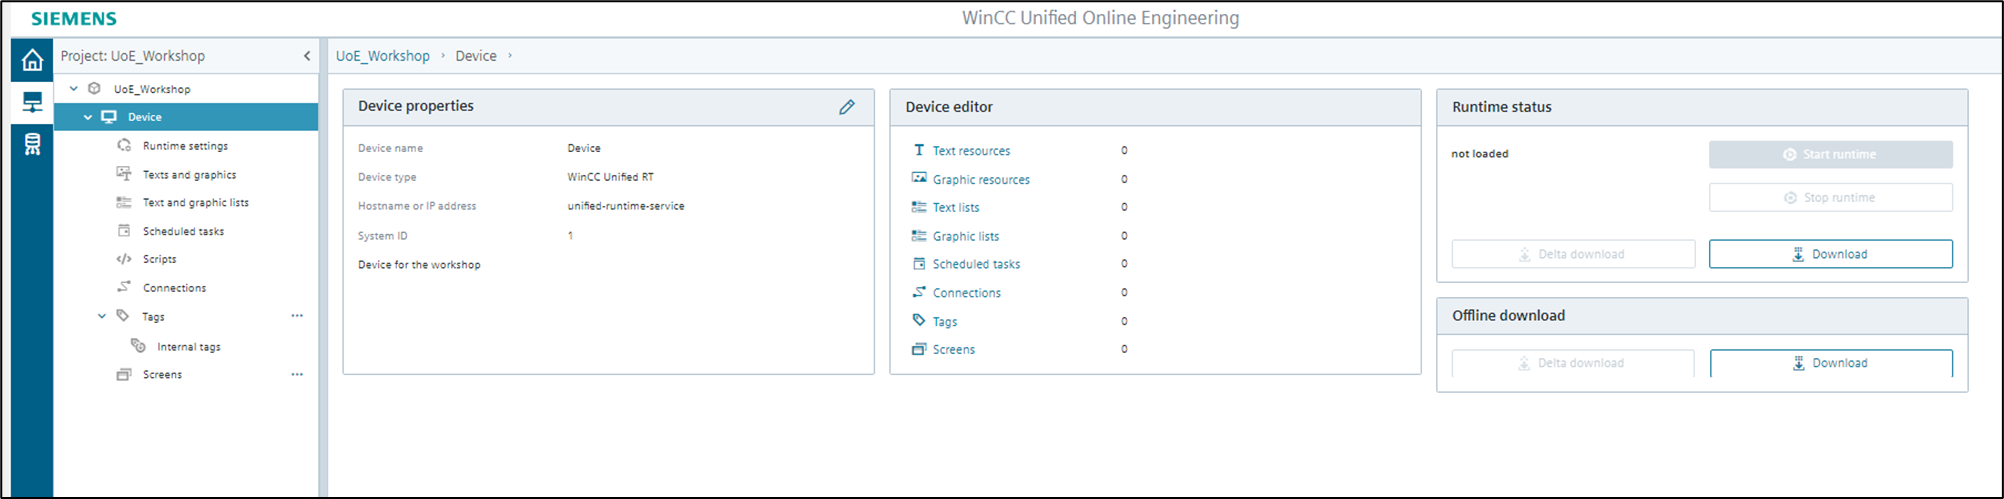 SIEMENS
WinCC Unified Online Engineering
Project: UoE_Workshop
UoE_Workshop
Device
Runtime settings
Texts and graphics
Text and graphic lists
Scheduled tasks
Scripts
Connections
Tags
Internal tags
Screens
UoE_Workshop > Device >
Device properties
Device name Device
Device type WinCC Unified RT
Hostname or IP address unified-runtime-service
System ID 1
Device for the workshop
Device editor
Text resources 0
Graphic resources 0
Text lists 0
Graphic lists 0
Scheduled tasks 0
Connections 0
Tags 0
Screens 0
Runtime status
not loaded
Start runtime
Stop runtime
Delta download Download
Offline download
Delta download Download